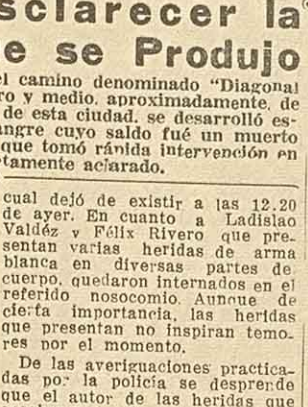 sclarecer la
e se Produjo
el camino denominado "Diagonal
ro y medio, aproximadamente, de
de esta ciudad, se desarrolló es-
angre cuyo saldo fué un muerto
que tomó rápida intervención en
etamente aclarado.
cual dejó de existir a las 12.20
de ayer. En cuanto a Ladislao
Valdéz y Félix Rivero que pre-
sentan varias heridas de arma
blanca en diversas partes de
cuerpo, quedaron internados en el
referido nosocomio. Aunque de
cierta importancia, las heridas
que presentan no inspiran temo-
res por el momento.
De las averiguaciones practica-
das por la policía se desprende
que el autor de las heridas que